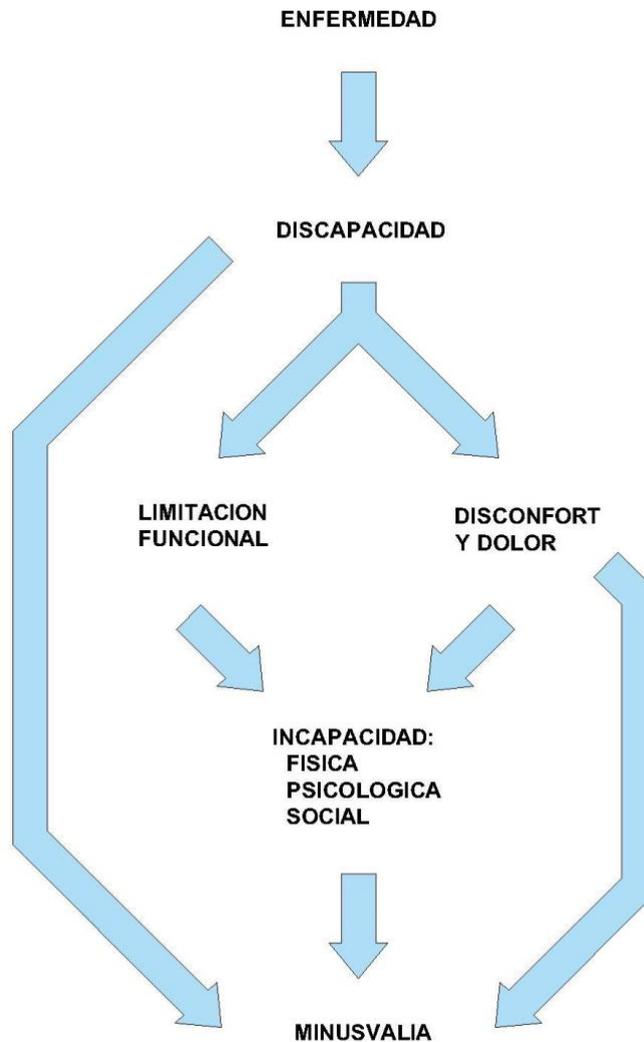 ENFERMEDAD
DISCAPACIDAD
LIMITACION
FUNCIONAL
DISCONFORT
Y DOLOR
INCAPACIDAD:
FISICA
PSICOLOGICA
SOCIAL
MINUSVALIA